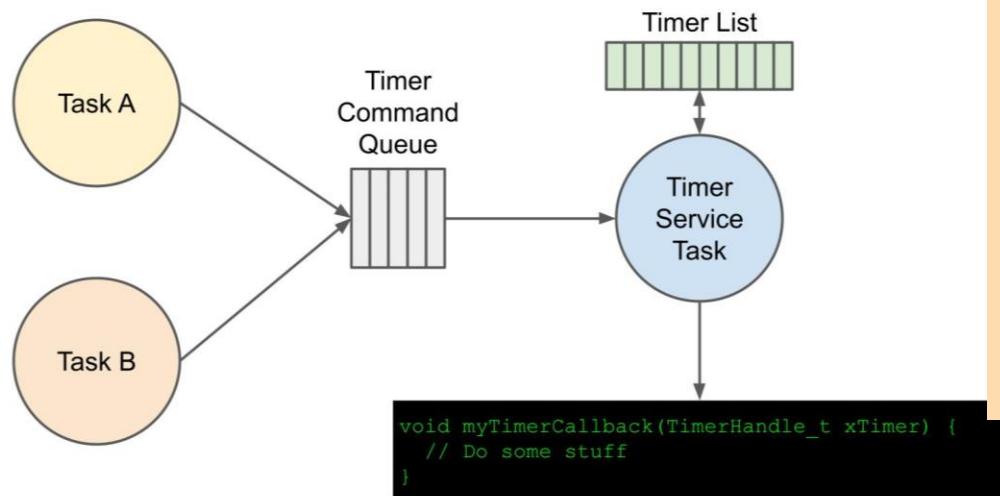 Timer List
Task A
Timer
Command
Queue
Timer
Service
Task
Task B
void myTimerCallback(TimerHandle_t xTimer) {
  // Do some stuff
}